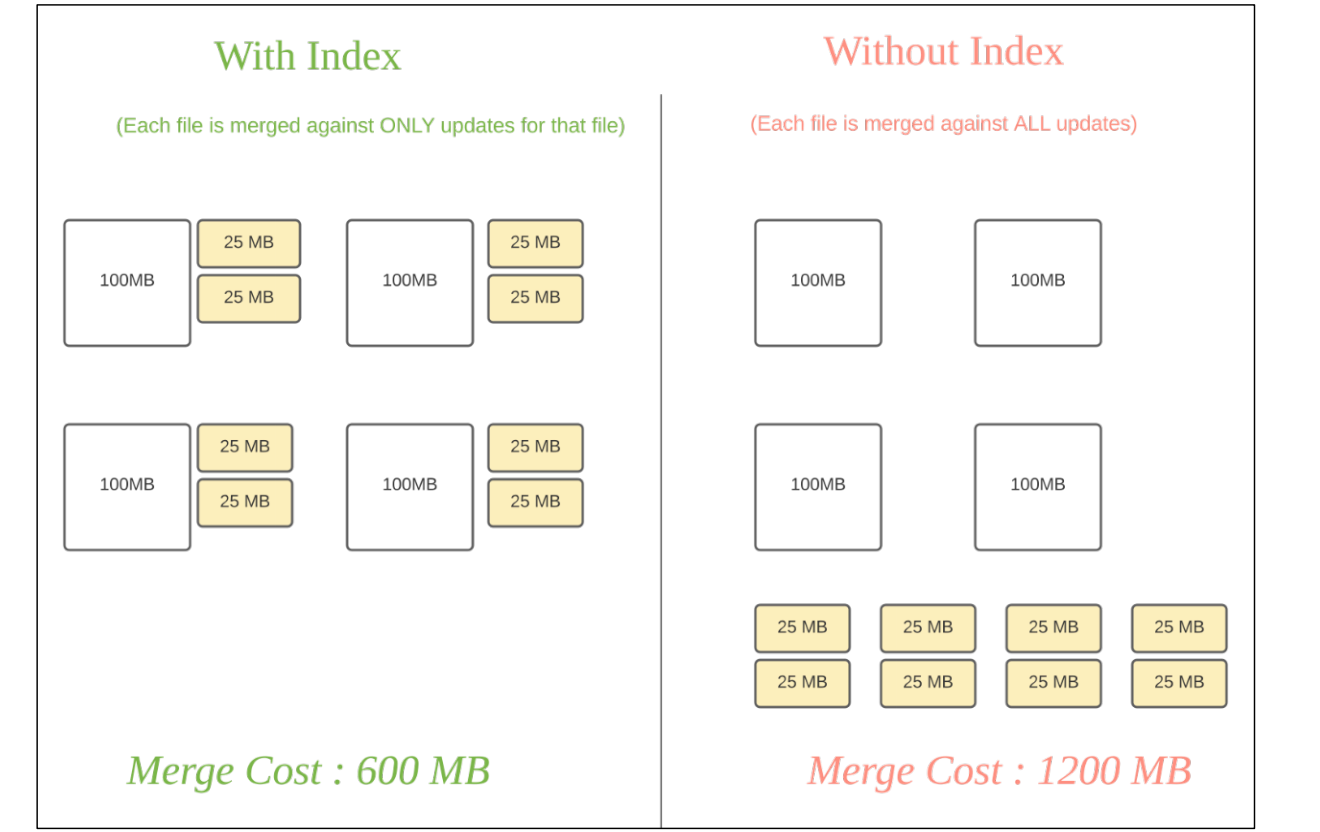 With Index
(Each file is merged against ONLY updates for that file)
25 MB
100MB
25 MB
25 MB
100MB
25 MB
25 MB
100MB
25 MB
25 MB
100MB
25 MB
Merge Cost : 600 MB
Without Index
(Each file is merged against ALL updates)
100MB
100MB
100MB
100MB
25 MB
25 MB
25 MB
25 MB
25 MB
25 MB
25 MB
25 MB
Merge Cost : 1200 MB